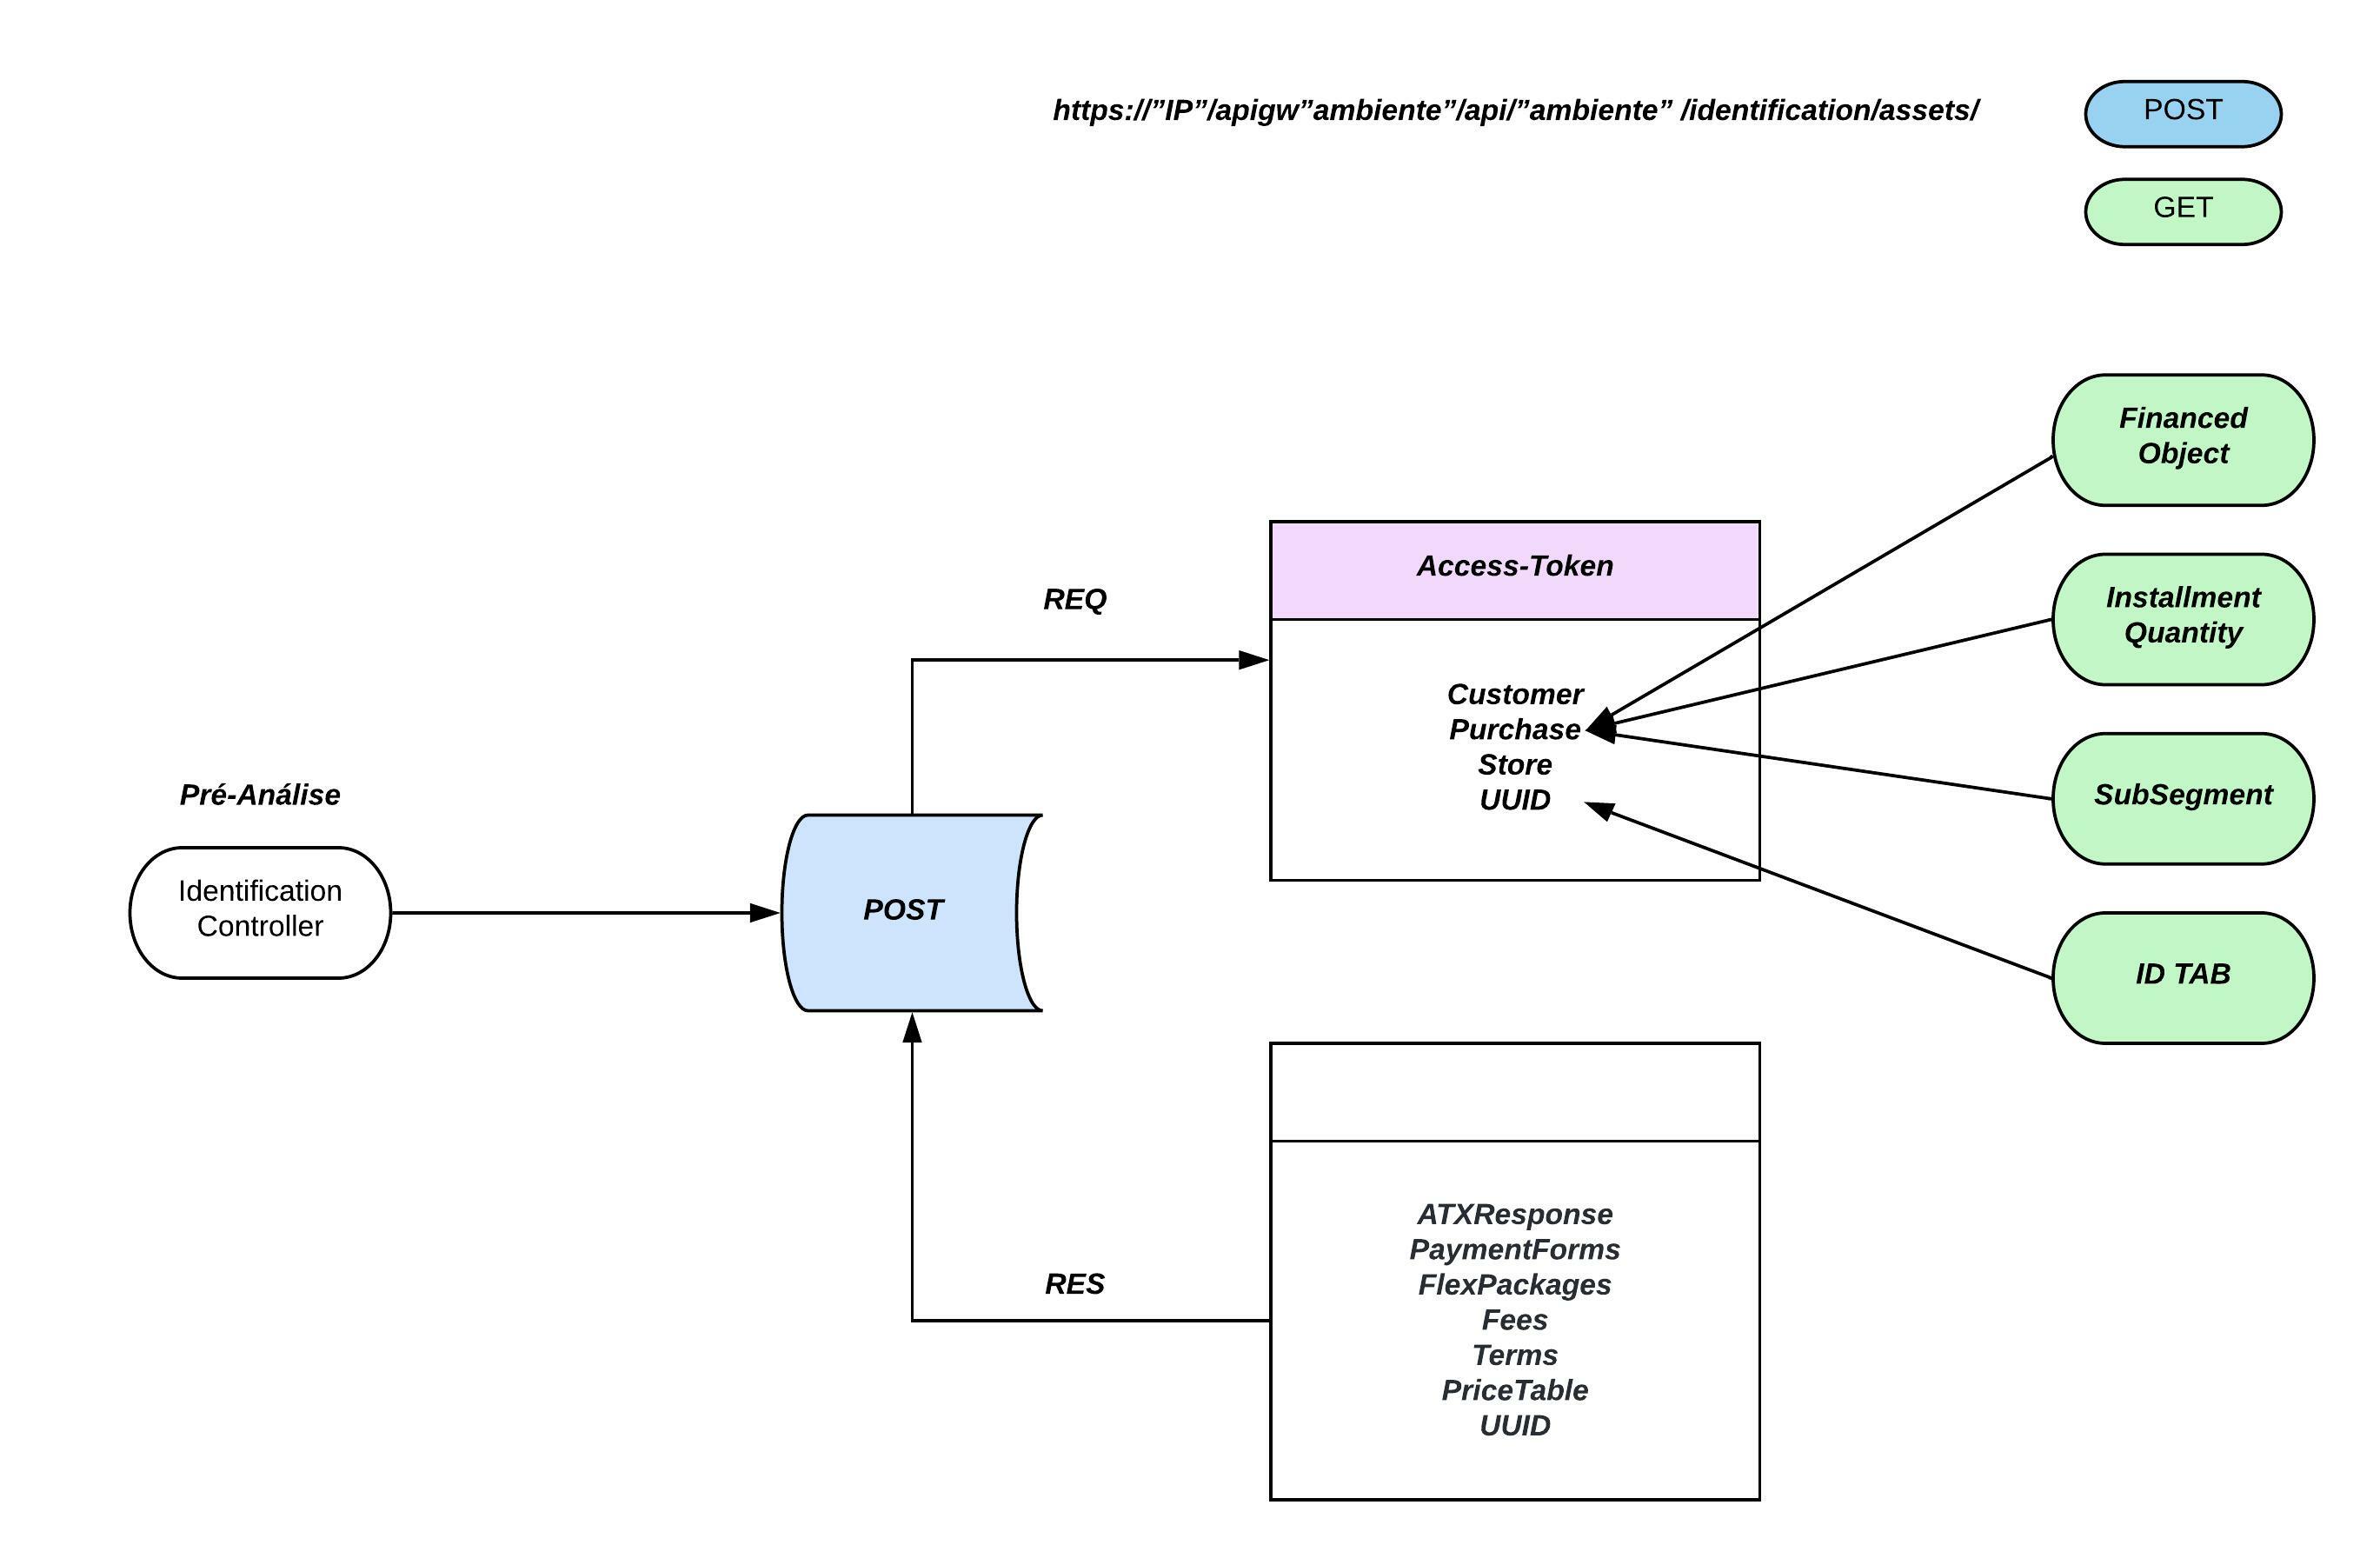 https://”IP”/apigw”ambiente”/api/”ambiente” /identification/assets/
POST
GET
Financed
Object
Access-Token
REQ
Installment
Quantity
Customer
Purchase
Store
UUID
SubSegment
Pré-Análise
Identification
Controller
POST
ID TAB
RES
ATXResponse
PaymentForms
FlexPackages
Fees
Terms
PriceTable
UUID